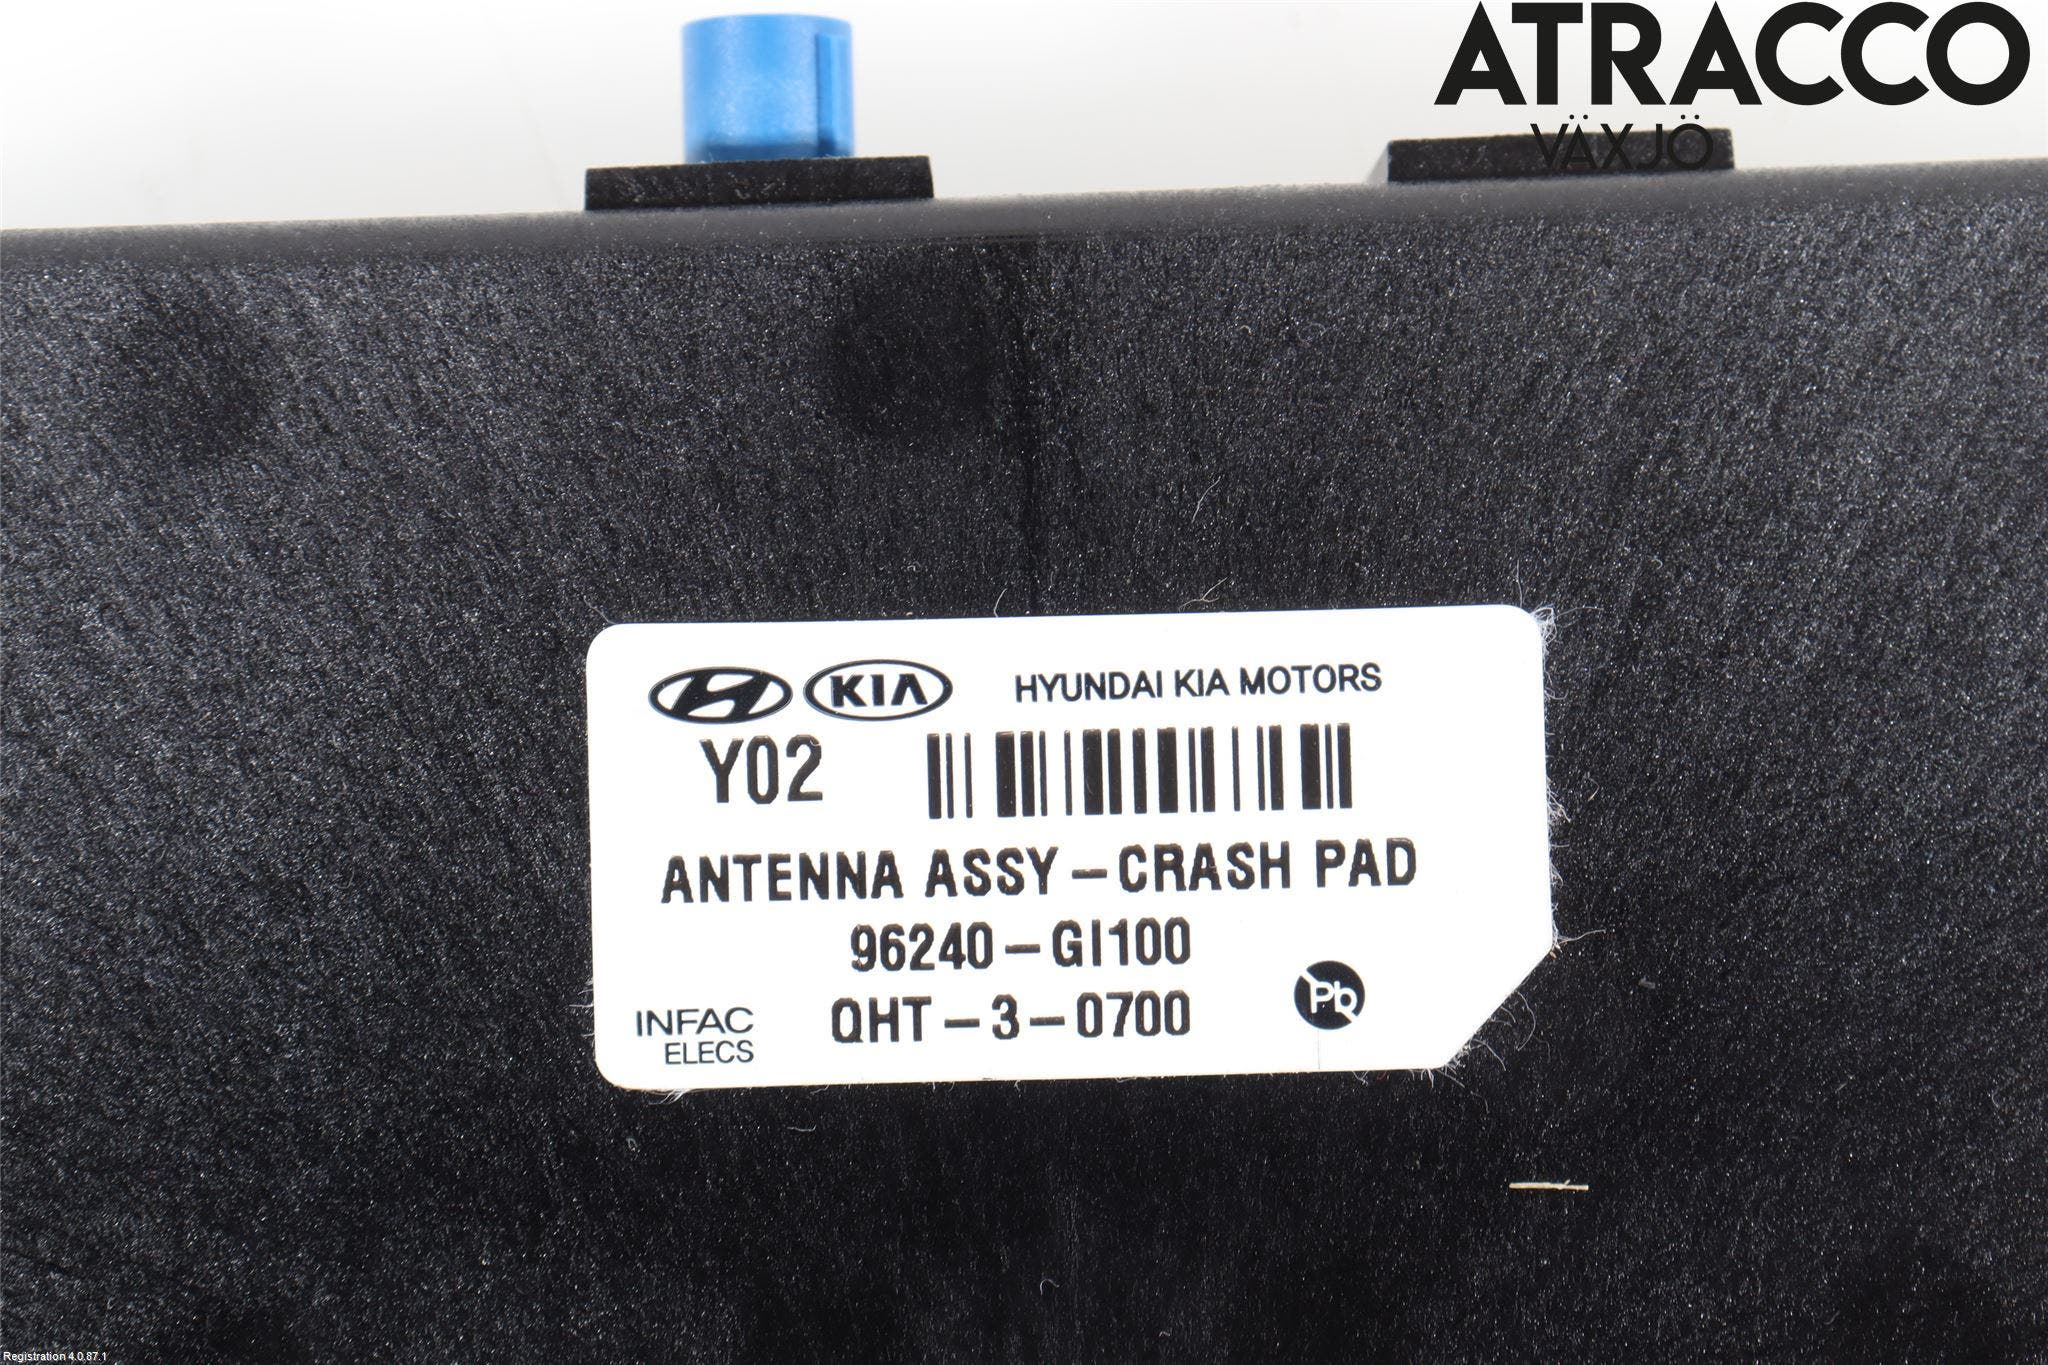 ATRACCO
VÄXJÖ
KIA HYUNDAI KIA MOTORS
Y02
ANTENNA ASSY-CRASH PAD
96240-GI100
INFAC
ELECS
QHT-3-0700
Pb
Registration 4.0.87.1